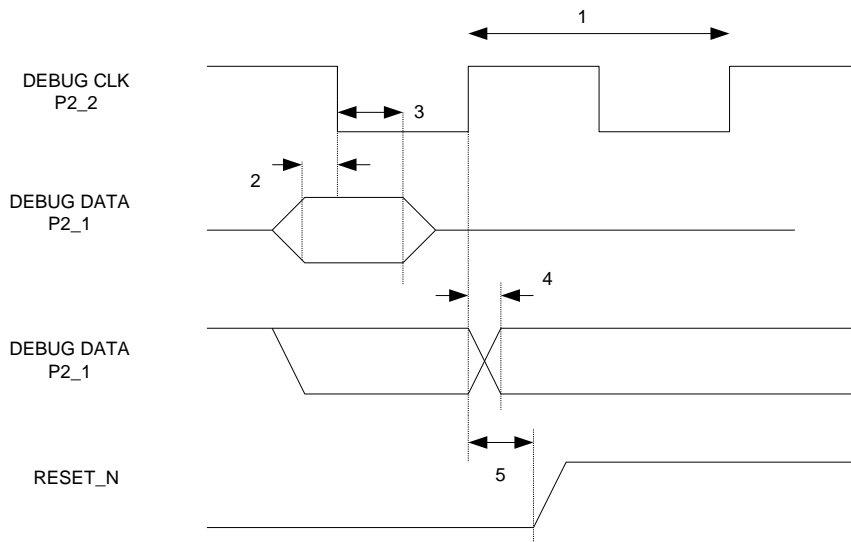 1
DEBUG CLK
P2_2
3
2
DEBUG DATA
P2_1
4
DEBUG DATA
P2_1
5
RESET_N